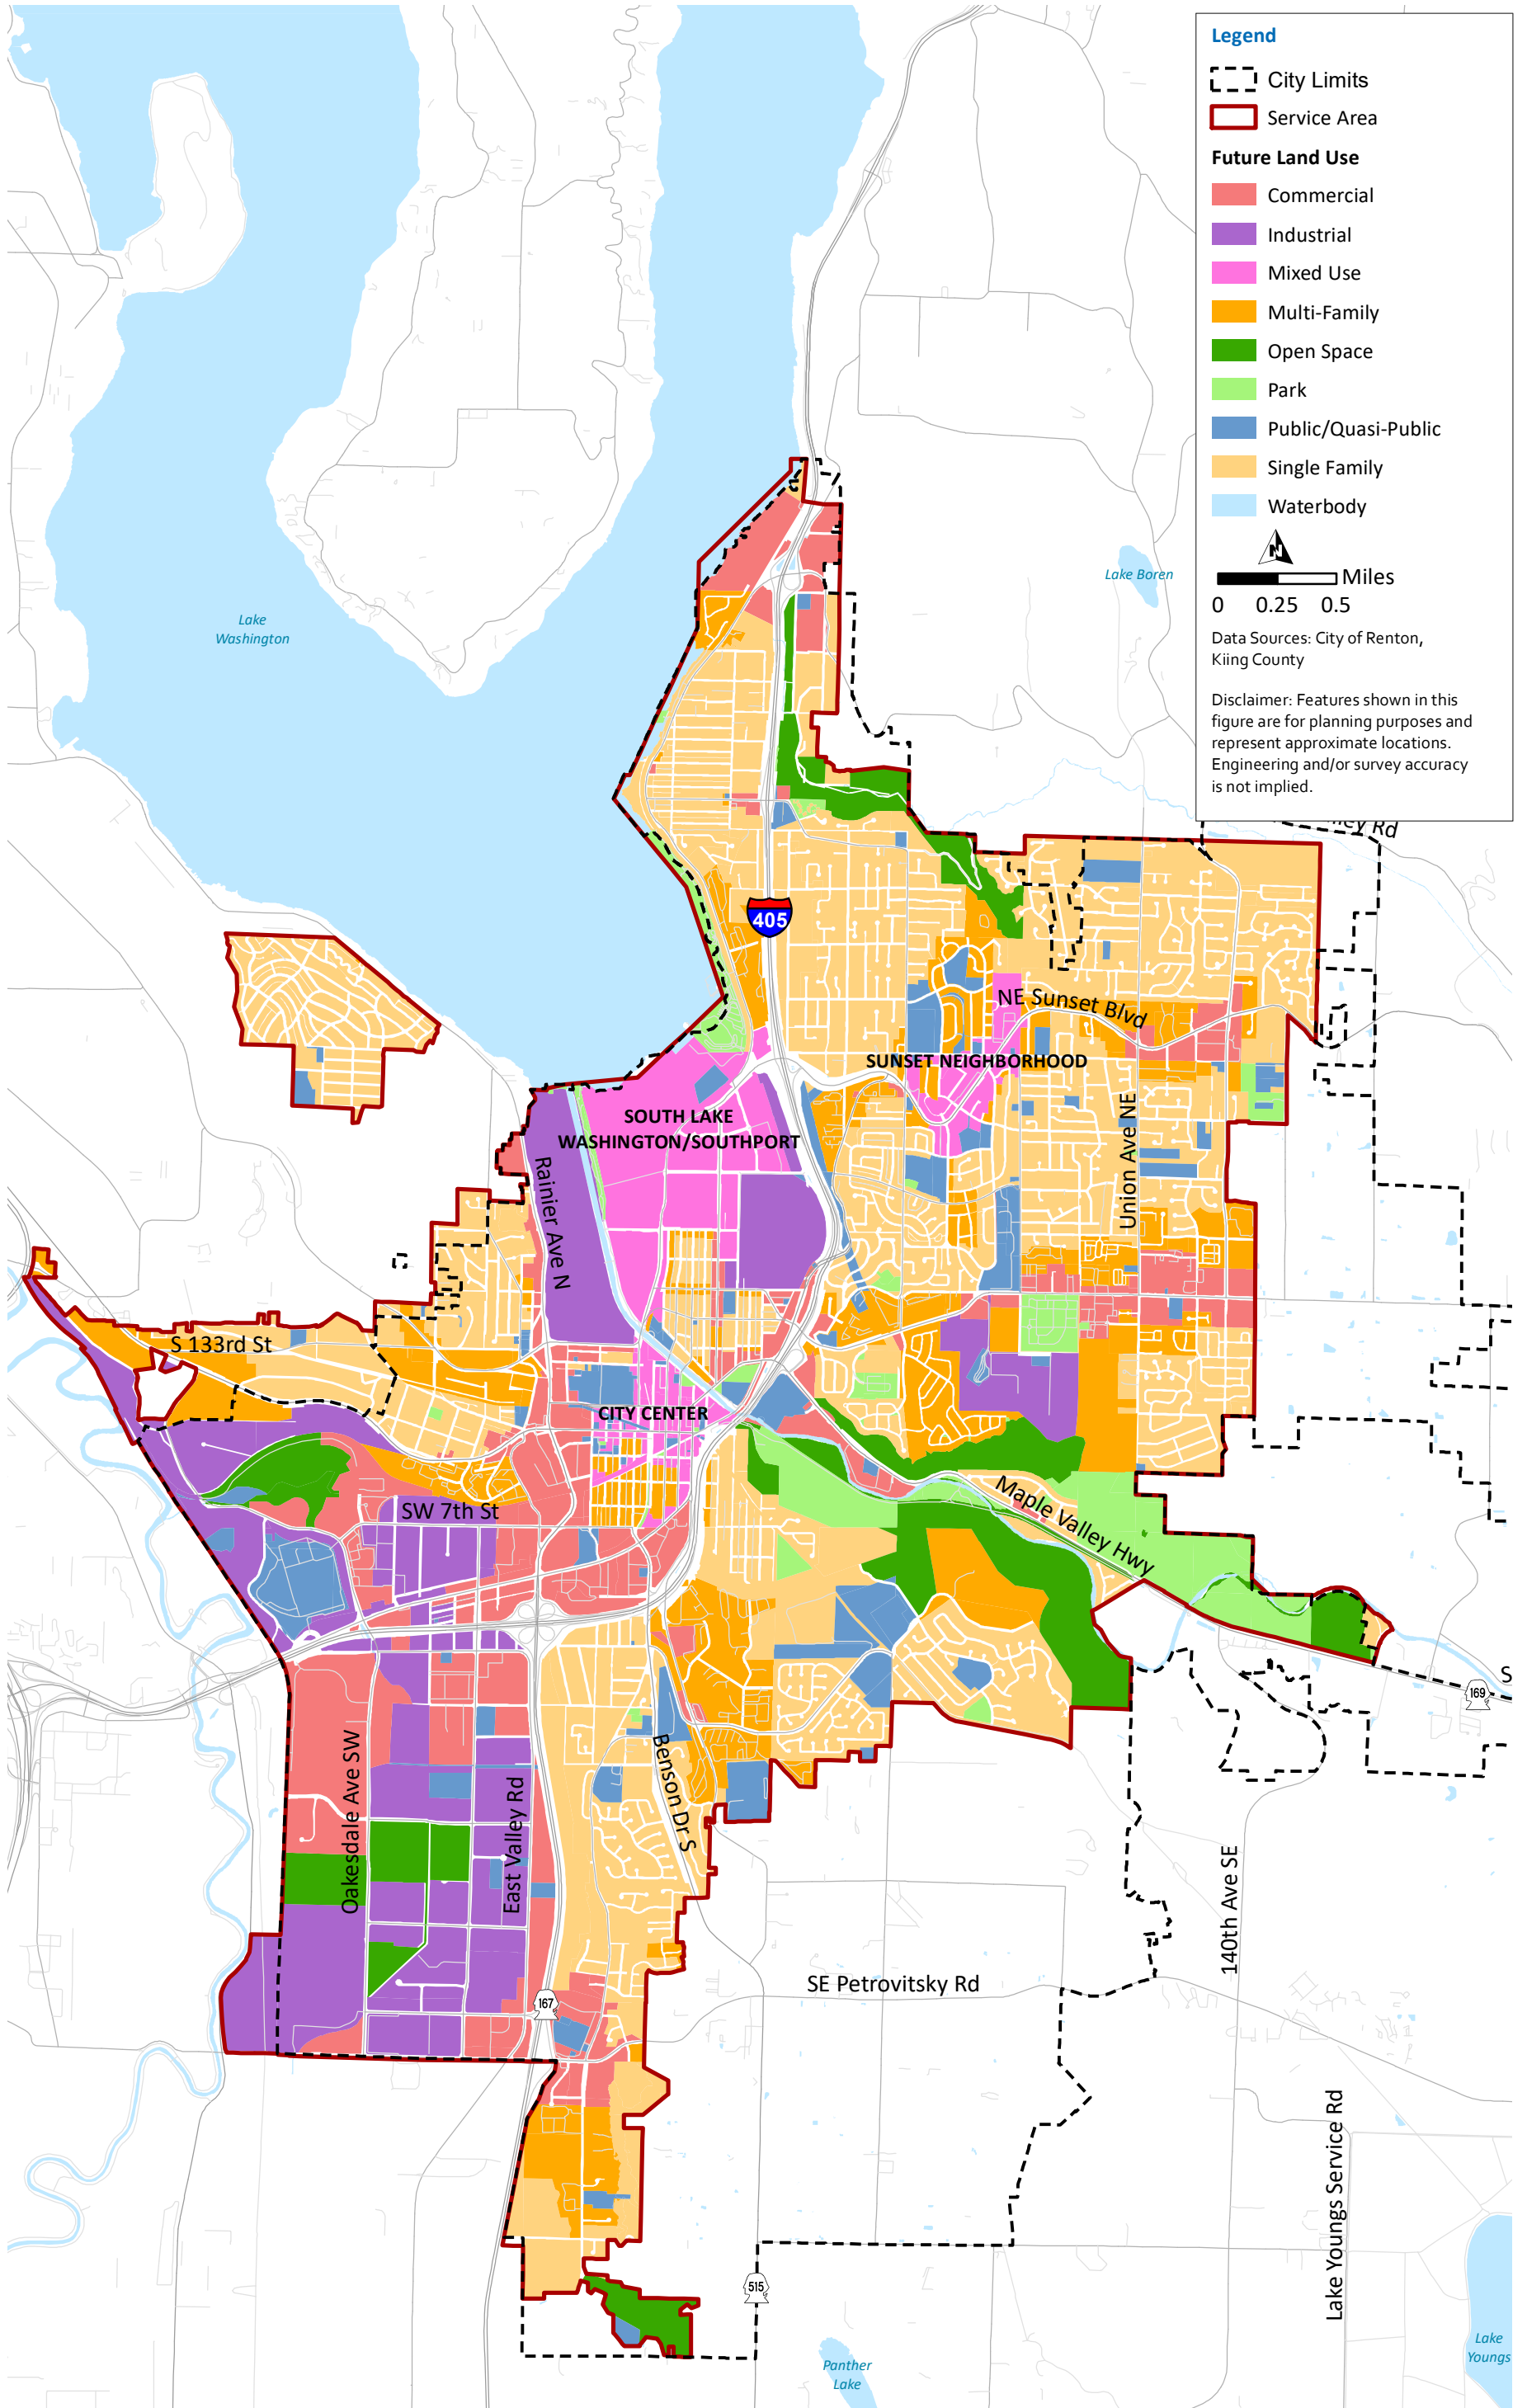 Legend
City Limits
Service Area
Future Land Use
Commercial
Industrial
Mixed Use
Multi-Family
Open Space
Park
Public/Quasi-Public
Single Family
Waterbody
N
Miles
0 0.25 0.5
Data Sources: City of Renton,
Kiing County
Disclaimer: Features shown in this
figure are for planning purposes and
represent approximate locations.
Engineering and/or survey accuracy
is not implied.
Rd
Lake Boren
Lake
Washington
405
NE Sunset Blvd
SUNSET NEIGHBORHOOD
SOUTH LAKE
WASHINGTON/SOUTHPORT
Union Ave NE
Rainier Ave N
S 133rd St
CITY CENTER
SW 7th St
Maple Valley Hwy
169
S
Oakesdale Ave SW
East Valley Rd
Benson Dr S
140th Ave SE
SE Petrovitsky Rd
167
Lake Youngs Service Rd
515
Panther
Lake
Lake
Youngs